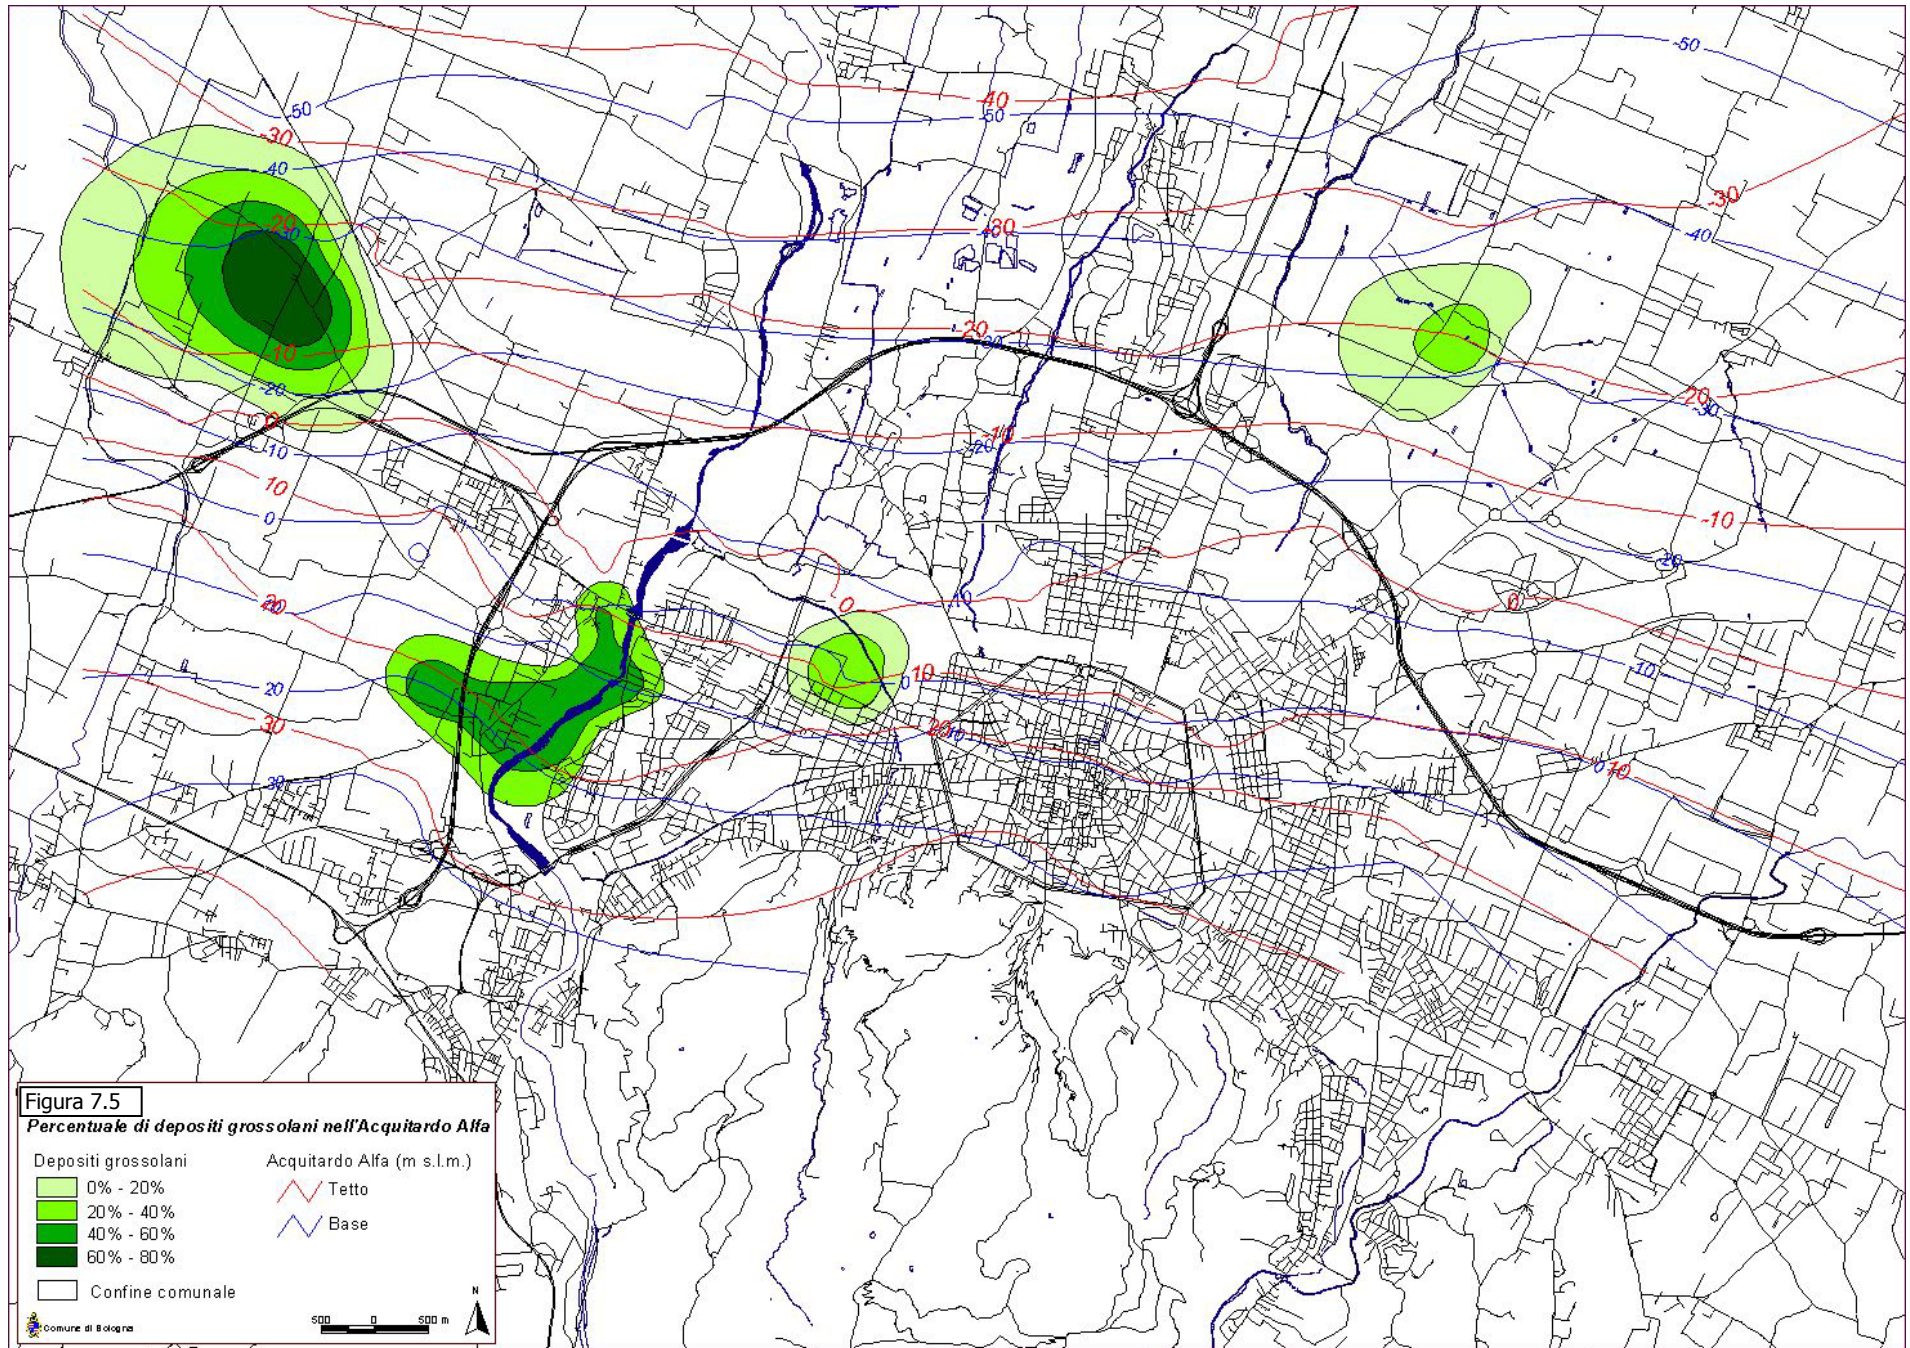 -50
-40
-50
-50
-30
-40
-30
-20
-30
-40
-30
-40
-20
-30
-10
-20
-20
-30
0
-10
-10
-20
10
0
-10
-20
20
10
0
-10
0
-10
20
10
0
30
20
10
0
10
30
Figura 7.5
Percentuale di depositi grossolani nell'Acquitardo Alfa
Depositi grossolani
0% - 20%
20% - 40%
40% - 60%
60% - 80%
Confine comunale
Acquitardo Alfa (m s.l.m.)
Tetto
Base
Comune di Bologna
500 0 500 m
N